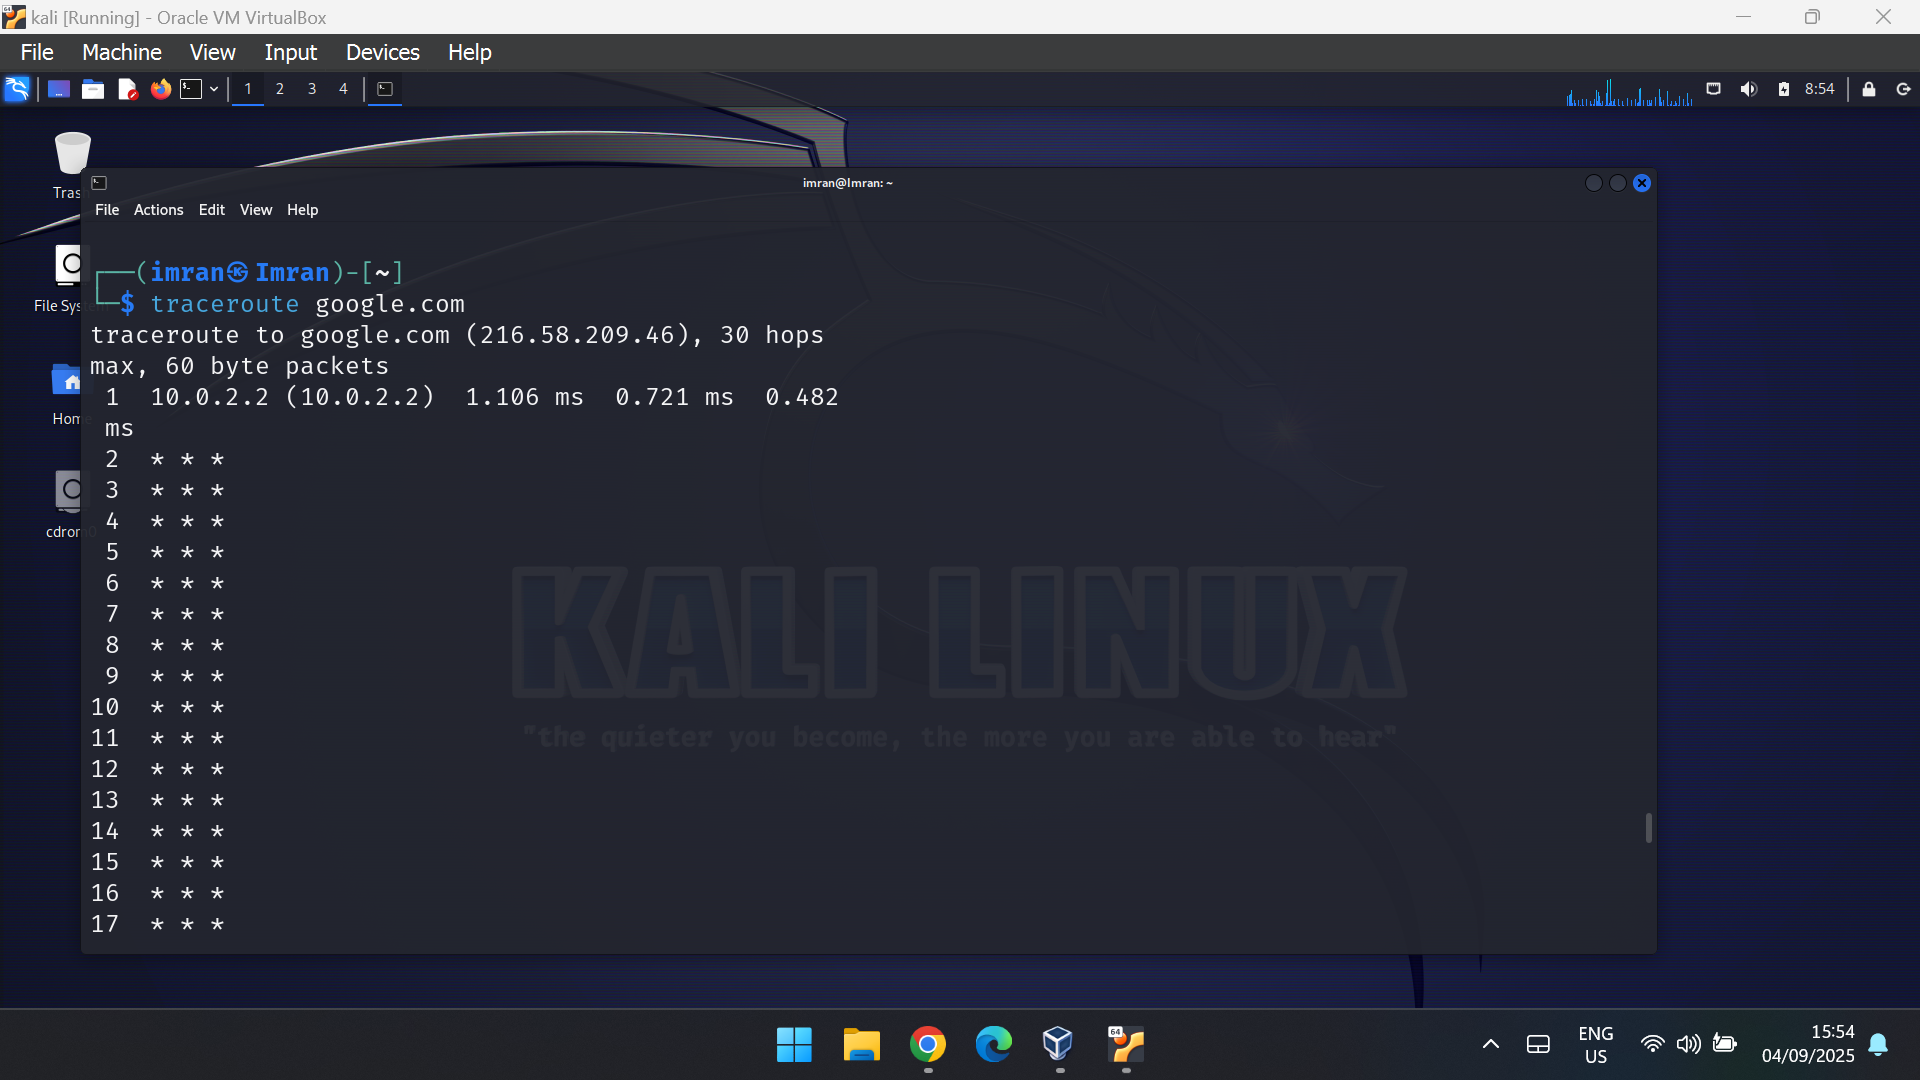 kali [Running] - Oracle VM VirtualBox
File Machine View Input Devices Help
1 2 3 4 8:54
Trash
File System
Home
cdrom0
imran@Imran: ~
File Actions Edit View Help
┌──(imran㉿Imran)-[~]
└─$ traceroute google.com
traceroute to google.com (216.58.209.46), 30 hops
max, 60 byte packets
1 10.0.2.2 (10.0.2.2) 1.106 ms 0.721 ms 0.482
ms
2 * * *
3 * * *
4 * * *
5 * * *
6 * * *
7 * * *
8 * * *
9 * * *
10 * * *
11 * * *
12 * * *
13 * * *
14 * * *
15 * * *
16 * * *
17 * * *
KALI LINUX
"the quieter you become, the more you are able to hear"
64
ENG
US
15:54
04/09/2025